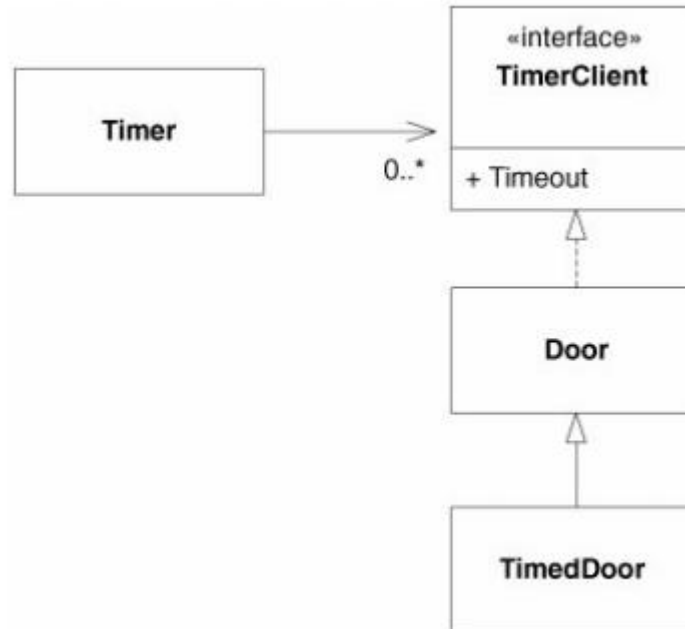 «interface»
TimerClient
Timer
0..*
+ Timeout
Door
TimedDoor